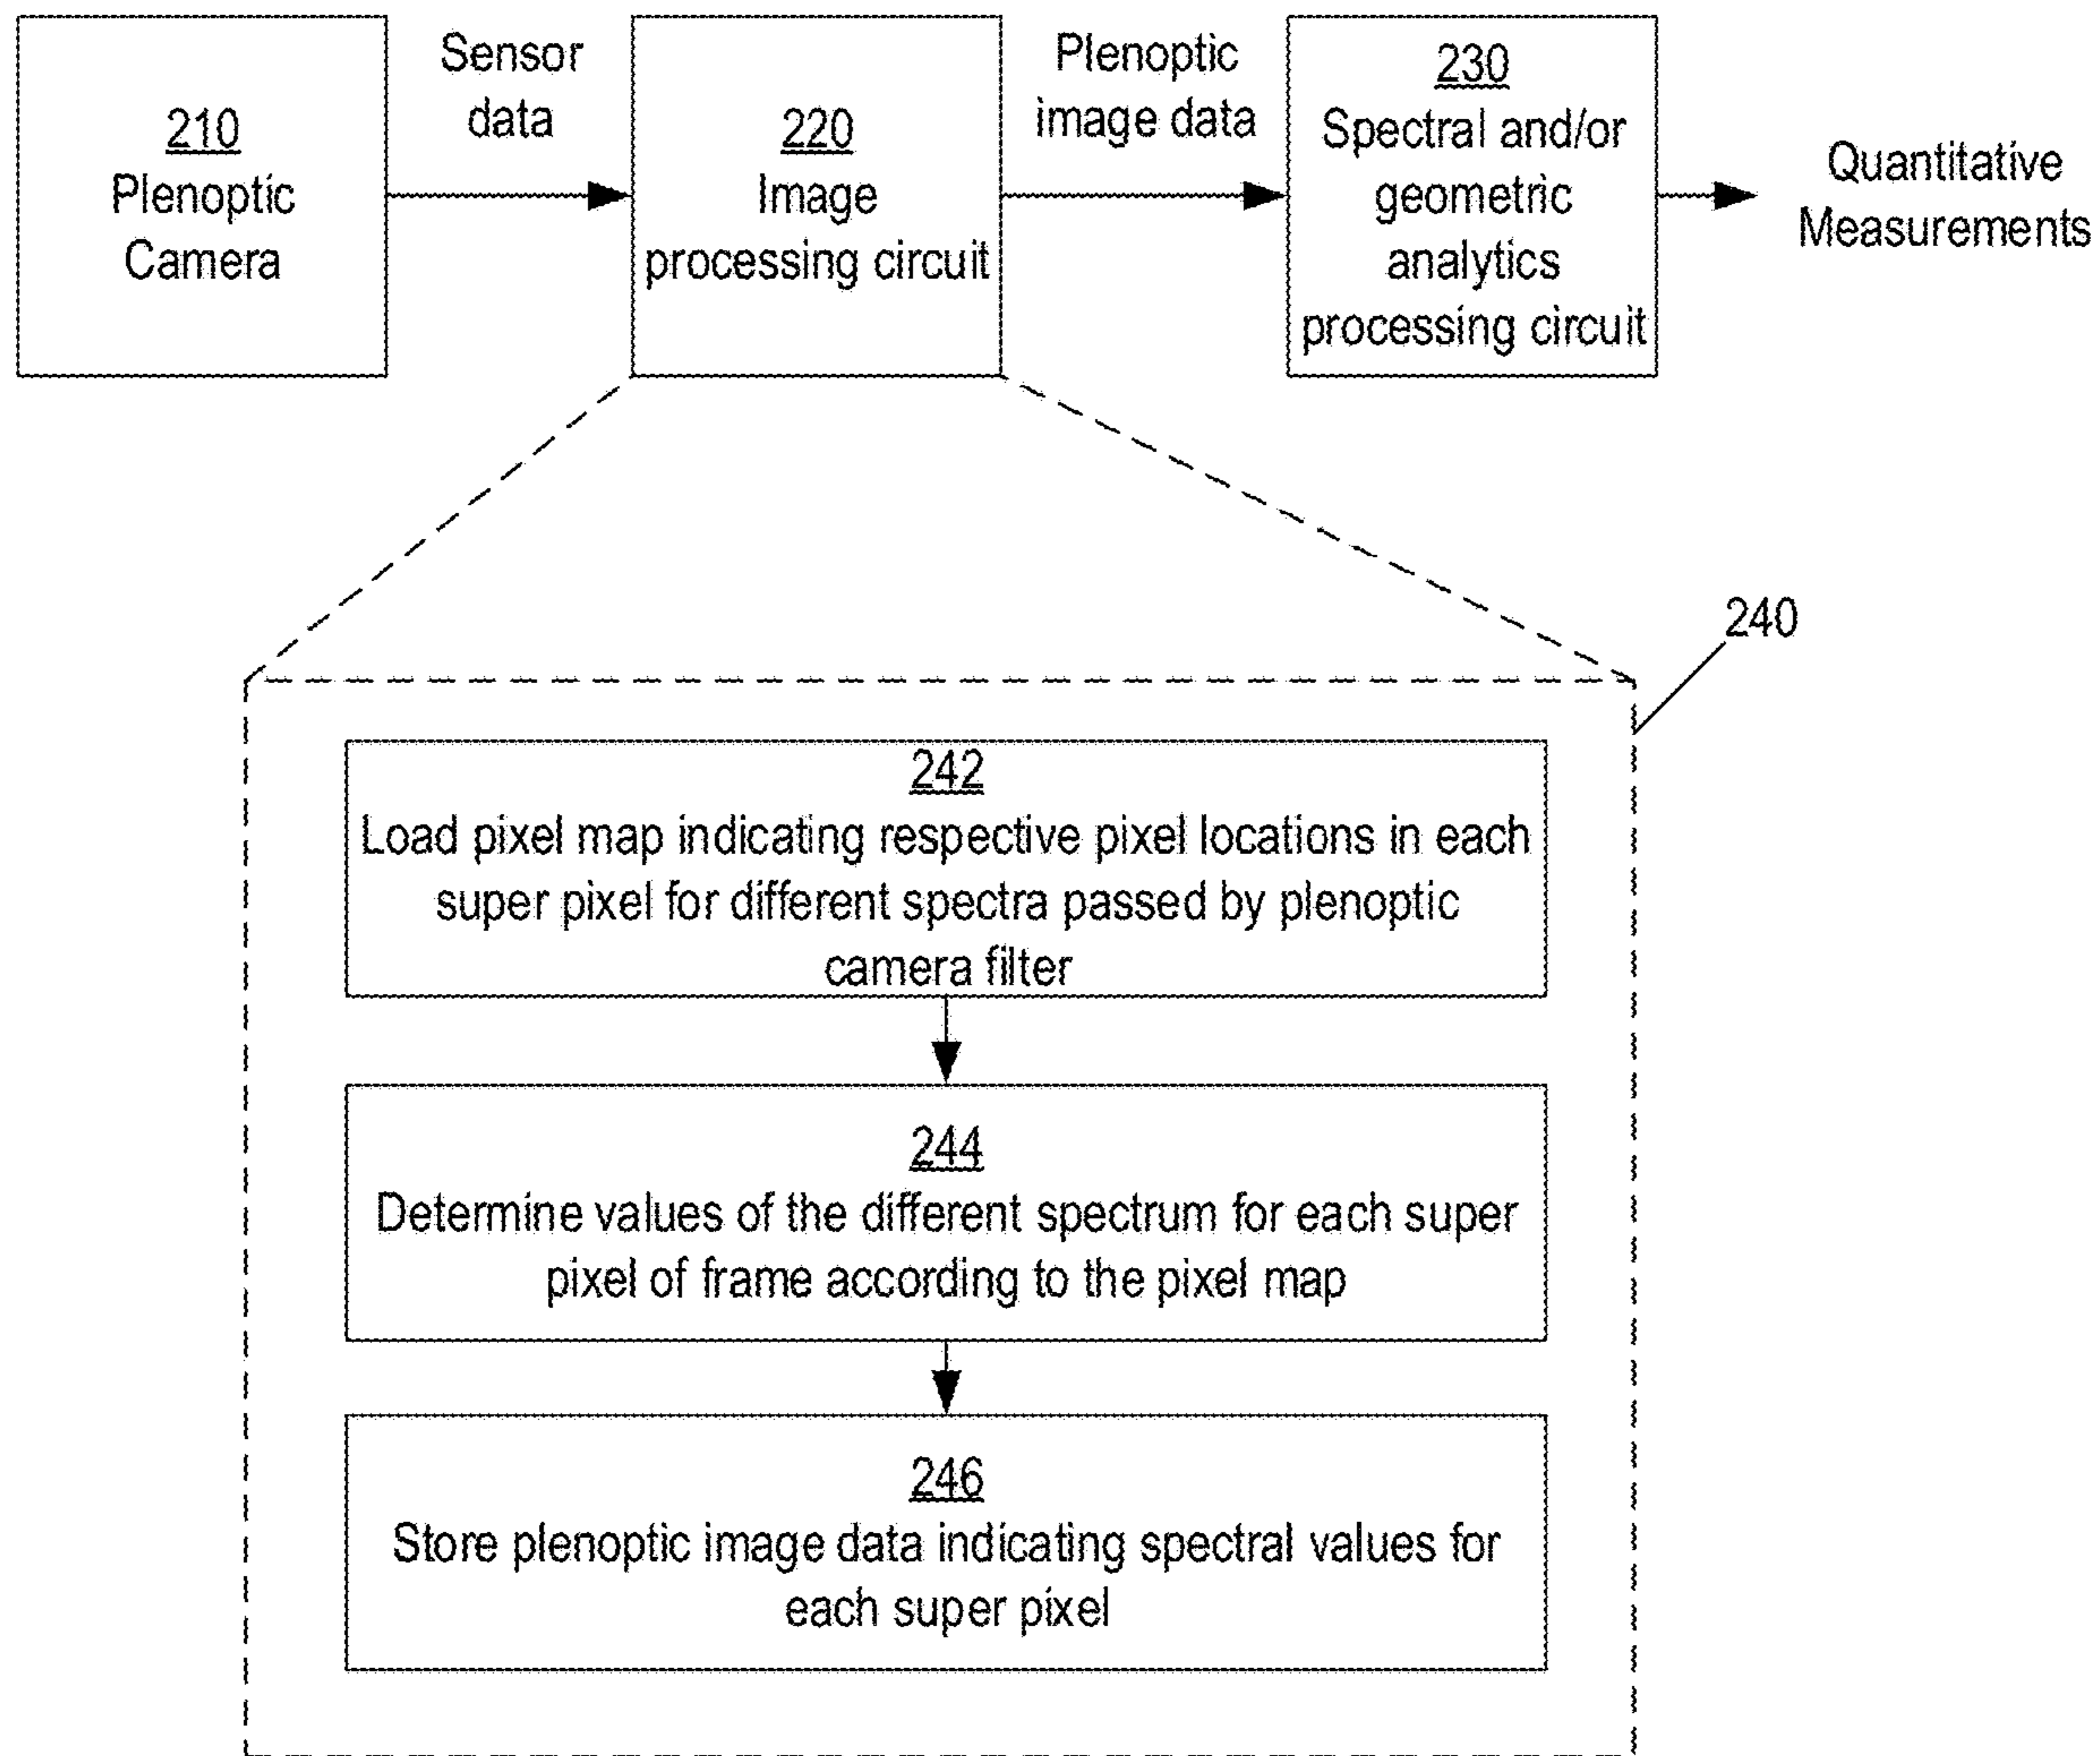 210
Plenoptic
Camera
Sensor
data
220
Image
processing circuit
Plenoptic
image data
230
Spectral and/or
geometric
analytics
processing circuit
Quantitative
Measurements
240
242
Load pixel map indicating respective pixel locations in each
super pixel for different spectra passed by plenoptic
camera filter
244
Determine values of the different spectrum for each super
pixel of frame according to the pixel map
246
Store plenoptic image data indicating spectral values for
each super pixel